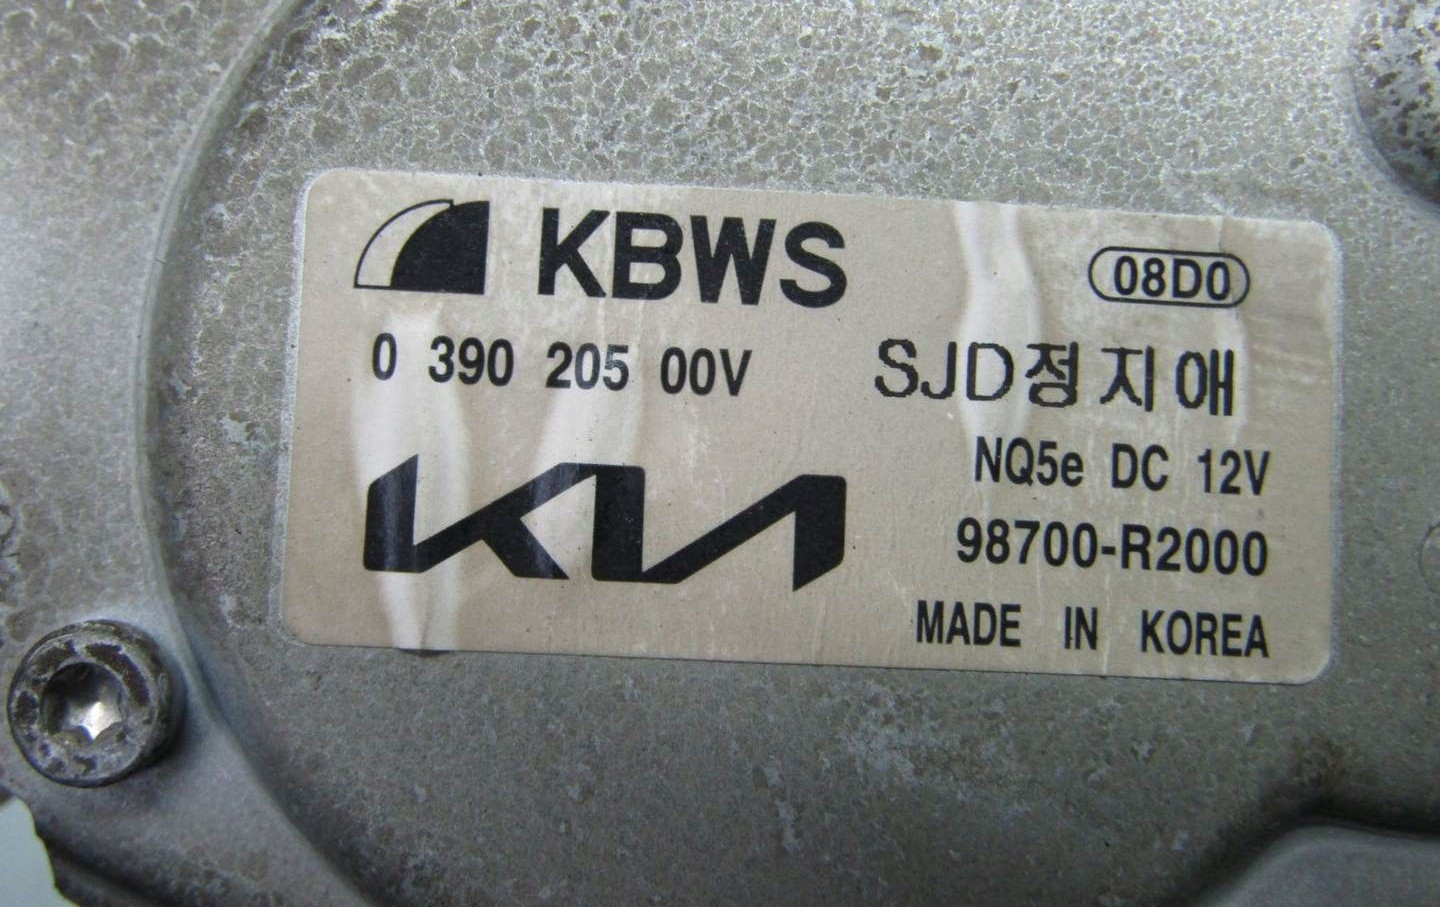 KBWS
08D0
0 390 205 00V
SJD정지애
KIA
NQ5e DC 12V
98700-R2000
MADE IN KOREA